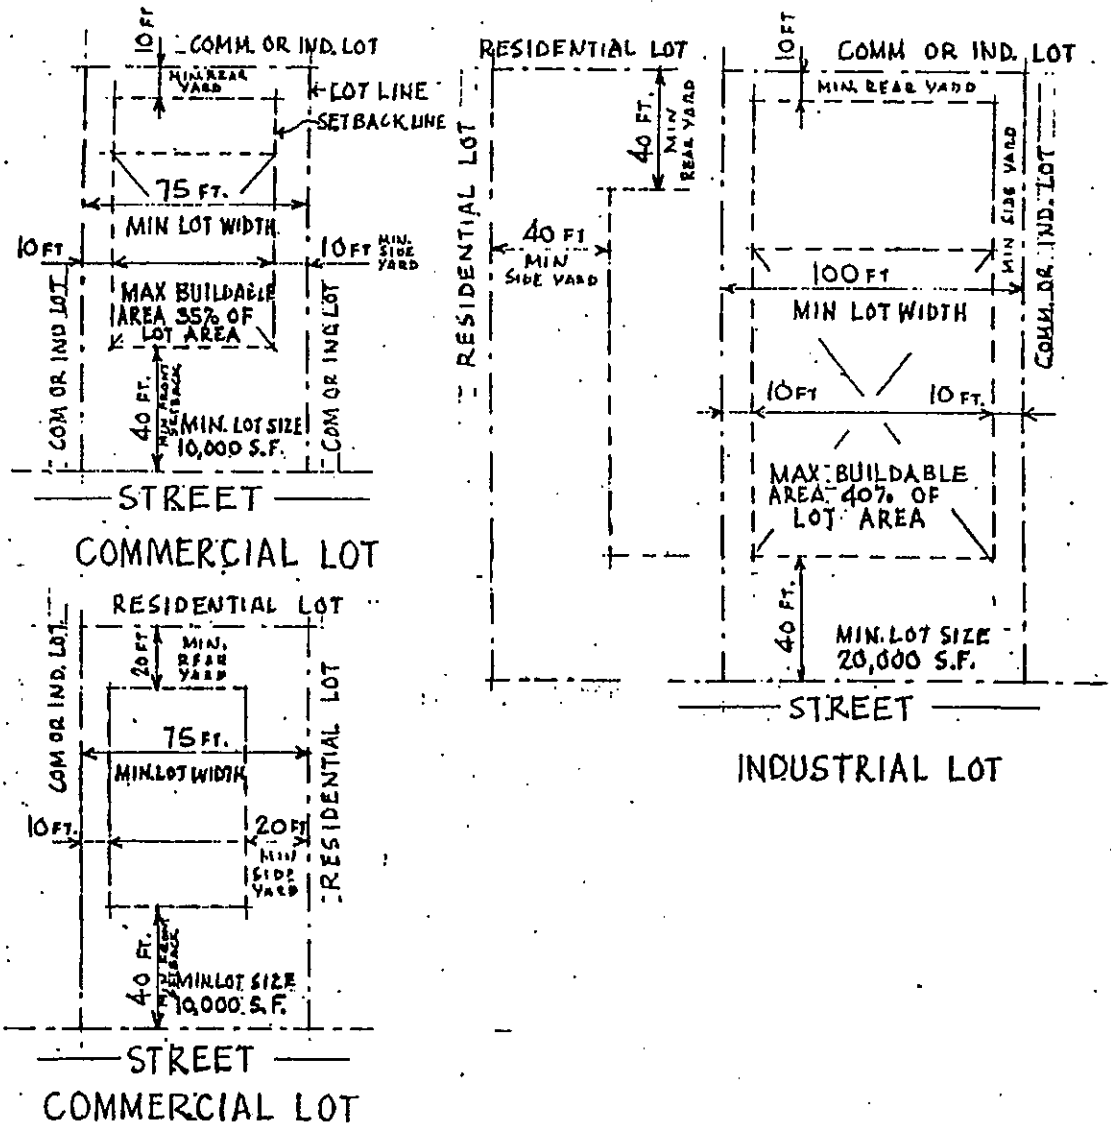 10 FT
COMM. OR IND. LOT
MIN. REAR
YARD
LOT LINE
SETBACK LINE
75 FT.
MIN LOT WIDTH
10 FT
10 FT MIN.
SIDE
YARD
COM OR IND LOT
MAX BUILDABLE
AREA 35% OF
LOT AREA
COM OR IND LOT
40 FT.
MIN FRONT
SETBACK
MIN. LOT SIZE
10,000 S.F.
STREET
COMMERCIAL LOT
RESIDENTIAL LOT
COM OR IND. LOT
20 FT
MIN.
REAR
YARD
RESIDENTIAL LOT
75 FT.
MIN. LOT WIDTH
10 FT.
20 FT
MIN
SIDE
YARD
40 FT.
MIN FRONT
SETBACK
MIN LOT SIZE
10,000 S.F.
STREET
COMMERCIAL LOT
RESIDENTIAL LOT
RESIDENTIAL LOT
40 FT.
MIN
REAR YARD
40 FT
MIN
SIDE YARD
10 FT
COMM OR IND. LOT
MIN REAR YARD
MIN SIDE YARD
COMM. OR IND. LOT
100 FT
MIN LOT WIDTH
10 FT
10 FT.
MAX. BUILDABLE
AREA 40% OF
LOT AREA
40 FT.
MIN. LOT SIZE
20,000 S.F.
STREET
INDUSTRIAL LOT